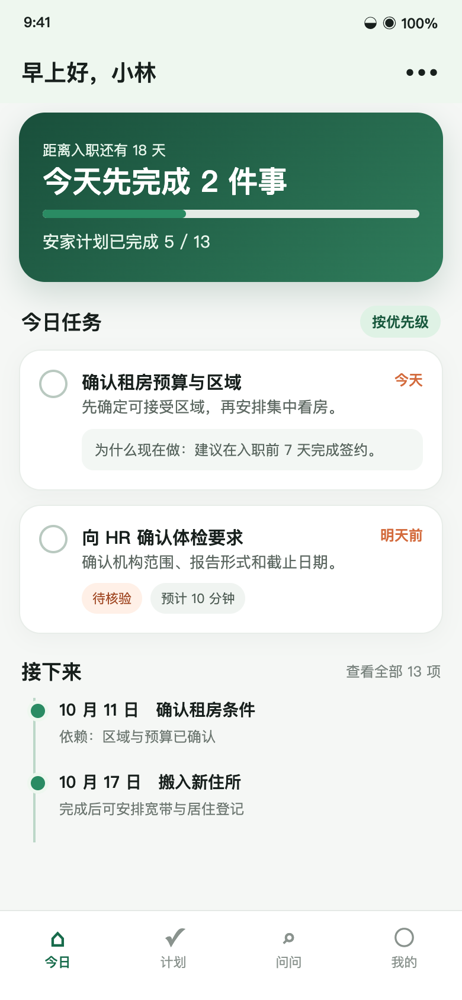 9:41
100%
早上好，小林
距离入职还有 18 天
今天先完成 2 件事
安家计划已完成 5 / 13
今日任务
按优先级
确认租房预算与区域
今天
先确定可接受区域，再安排集中看房。
为什么现在做：建议在入职前 7 天完成签约。
向 HR 确认体检要求
明天前
确认机构范围、报告形式和截止日期。
待核验
预计 10 分钟
接下来
查看全部 13 项
10 月 11 日 确认租房条件
依赖：区域与预算已确认
10 月 17 日 搬入新住所
完成后可安排宽带与居住登记
今日
计划
问问
我的